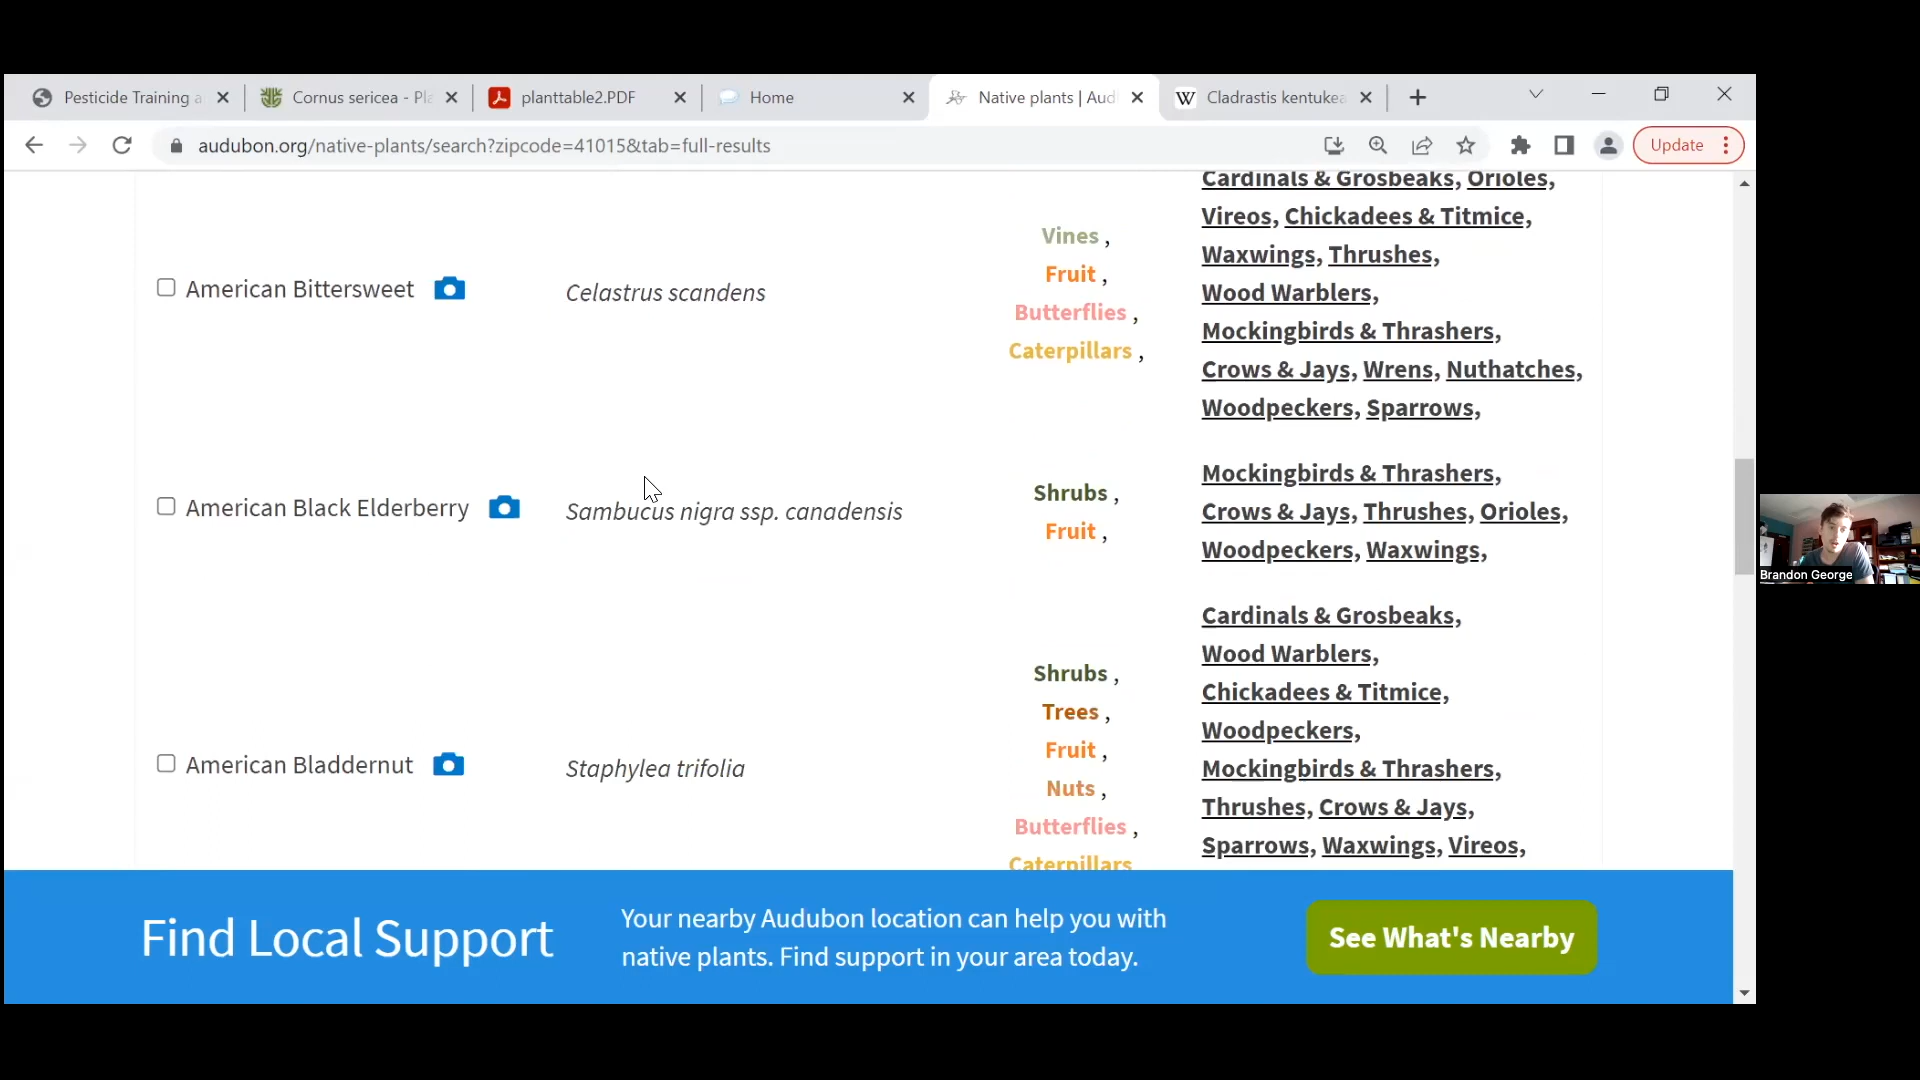 Pesticide Training a
Cornus sericea - Pla
planttable2.PDF
Home
Native plants | Aud
W Cladrastis kentukea
audubon.org/native-plants/search?zipcode=41015&tab=full-results
Update
Cardinals & Grosbeaks, Orioles,
Vireos, Chickadees & Titmice,
Waxwings, Thrushes,
Wood Warblers,
Mockingbirds & Thrashers,
Crows & Jays, Wrens, Nuthatches,
Woodpeckers, Sparrows,
Vines ,
Fruit ,
Butterflies ,
Caterpillars ,
American Bittersweet
Celastrus scandens
American Black Elderberry
Sambucus nigra ssp. canadensis
Shrubs ,
Fruit ,
Mockingbirds & Thrashers,
Crows & Jays, Thrushes, Orioles,
Woodpeckers, Waxwings,
American Bladdernut
Staphylea trifolia
Shrubs ,
Trees ,
Fruit ,
Nuts ,
Butterflies ,
Caterpillars
Cardinals & Grosbeaks,
Wood Warblers,
Chickadees & Titmice,
Woodpeckers,
Mockingbirds & Thrashers,
Thrushes, Crows & Jays,
Sparrows, Waxwings, Vireos,
Find Local Support
Your nearby Audubon location can help you with
native plants. Find support in your area today.
See What's Nearby
Brandon George